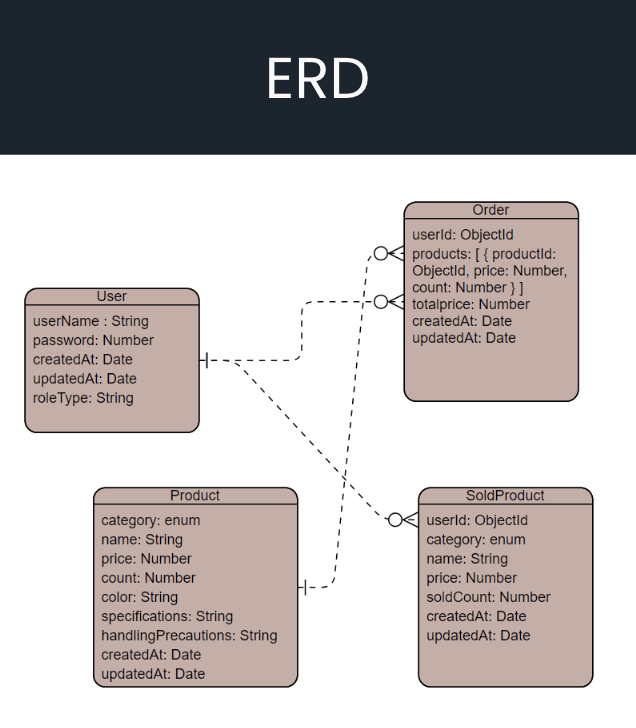 ERD
Order
userId: ObjectId
products: [ { productId:
ObjectId, price: Number,
count: Number } ]
totalprice: Number
createdAt: Date
updatedAt: Date
User
userName : String
password: Number
createdAt: Date
updatedAt: Date
roleType: String
Product
category: enum
name: String
price: Number
count: Number
color: String
specifications: String
handlingPrecautions: String
createdAt: Date
updatedAt: Date
SoldProduct
userId: ObjectId
category: enum
name: String
price: Number
soldCount: Number
createdAt: Date
updatedAt: Date